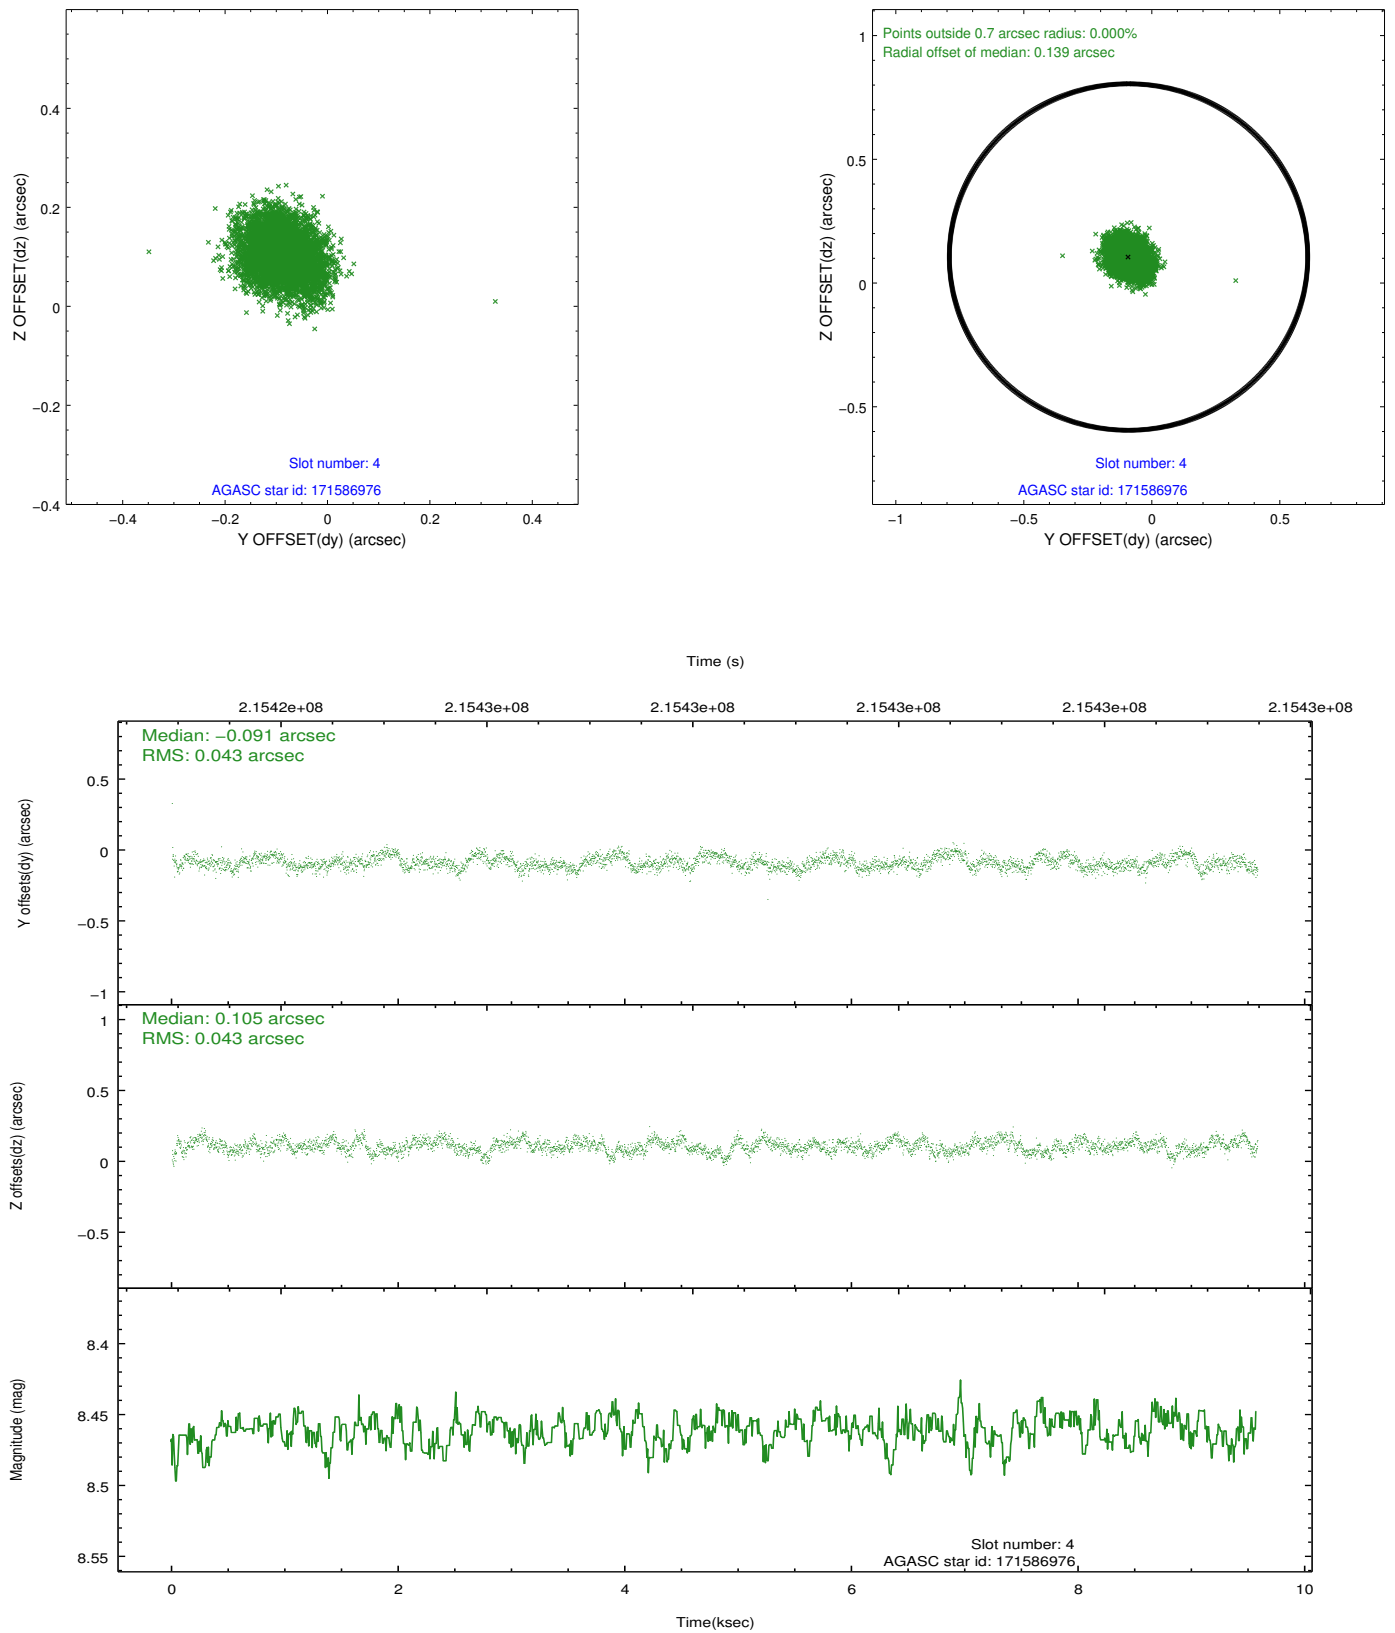 0.4
0.2
0
−0.2
−0.4
−0.4
−0.2
0
0.2
0.4
Z OFFSET(dz) (arcsec)
Y OFFSET(dy) (arcsec)
Slot number: 4
AGASC star id: 171586976
Points outside 0.7 arcsec radius: 0.000%
Radial offset of median: 0.139 arcsec
1
0.5
0
−0.5
−1
−0.5
0
0.5
Z OFFSET(dz) (arcsec)
Y OFFSET(dy) (arcsec)
Slot number: 4
AGASC star id: 171586976
Time (s)
2.1542e+08
2.1543e+08
2.1543e+08
2.1543e+08
2.1543e+08
2.1543e+08
Median: −0.091 arcsec
RMS: 0.043 arcsec
0.5
0
−0.5
−1
Y offsets(dy) (arcsec)
Median: 0.105 arcsec
RMS: 0.043 arcsec
1
0.5
0
−0.5
Z offsets(dz) (arcsec)
8.4
8.45
8.5
8.55
Magnitude (mag)
Slot number: 4
AGASC star id: 171586976
0
2
4
6
8
10
Time(ksec)